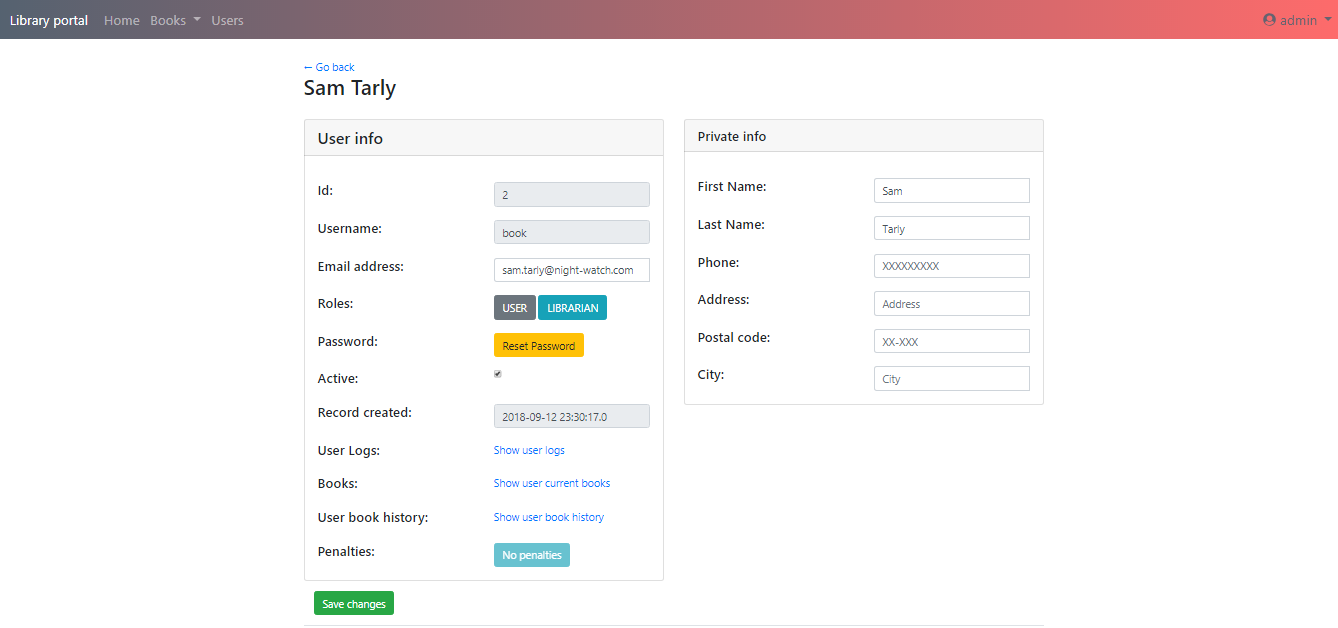 Library portal Home Books Users admin
← Go back
Sam Tarly
User info
Id: 2
Username: book
Email address: sam.tarly@night-watch.com
Roles: USER LIBRARIAN
Password: Reset Password
Active:
Record created: 2018-09-12 23:30:17.0
User Logs: Show user logs
Books: Show user current books
User book history: Show user book history
Penalties: No penalties
Private info
First Name: Sam
Last Name: Tarly
Phone: XXXXXXXXX
Address: Address
Postal code: XX-XXX
City: City
Save changes